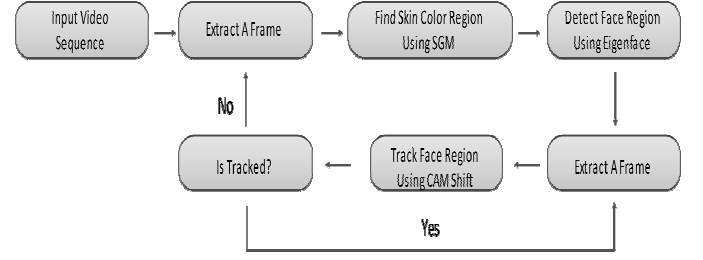 Input Video
Sequence
Extract A Frame
Find Skin Color Region
Using SGM
Detect Face Region
Using Eigenface
No
Is Tracked?
Track Face Region
Using CAM Shift
Extract A Frame
Yes